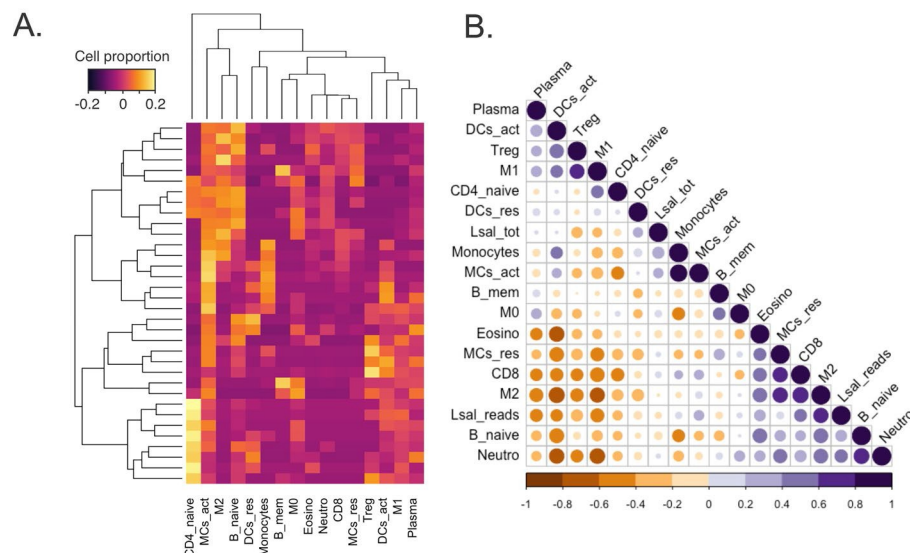 A.
Cell proportion
-0.2 0 0.2
CD4_naive
MCs_act
M2
B_naive
DCs_res
Monocytes
B_mem
M0
Eosino
Neutro
CD8
MCs_res
Treg
DCs_act
M1
Plasma
B.
Plasma
DCs_act
Treg
M1
CD4_naive
DCs_res
Lsal_tot
Monocytes
MCs_act
B_mem
M0
Eosino
MCs_res
CD8
M2
Lsal_reads
B_naive
Neutro
Plasma
DCs_act
Treg
M1
CD4_naive
DCs_res
Lsal_tot
Monocytes
MCs_act
B_mem
M0
Eosino
MCs_res
CD8
M2
Lsal_reads
B_naive
Neutro
-1 -0.8 -0.6 -0.4 -0.2 0 0.2 0.4 0.6 0.8 1